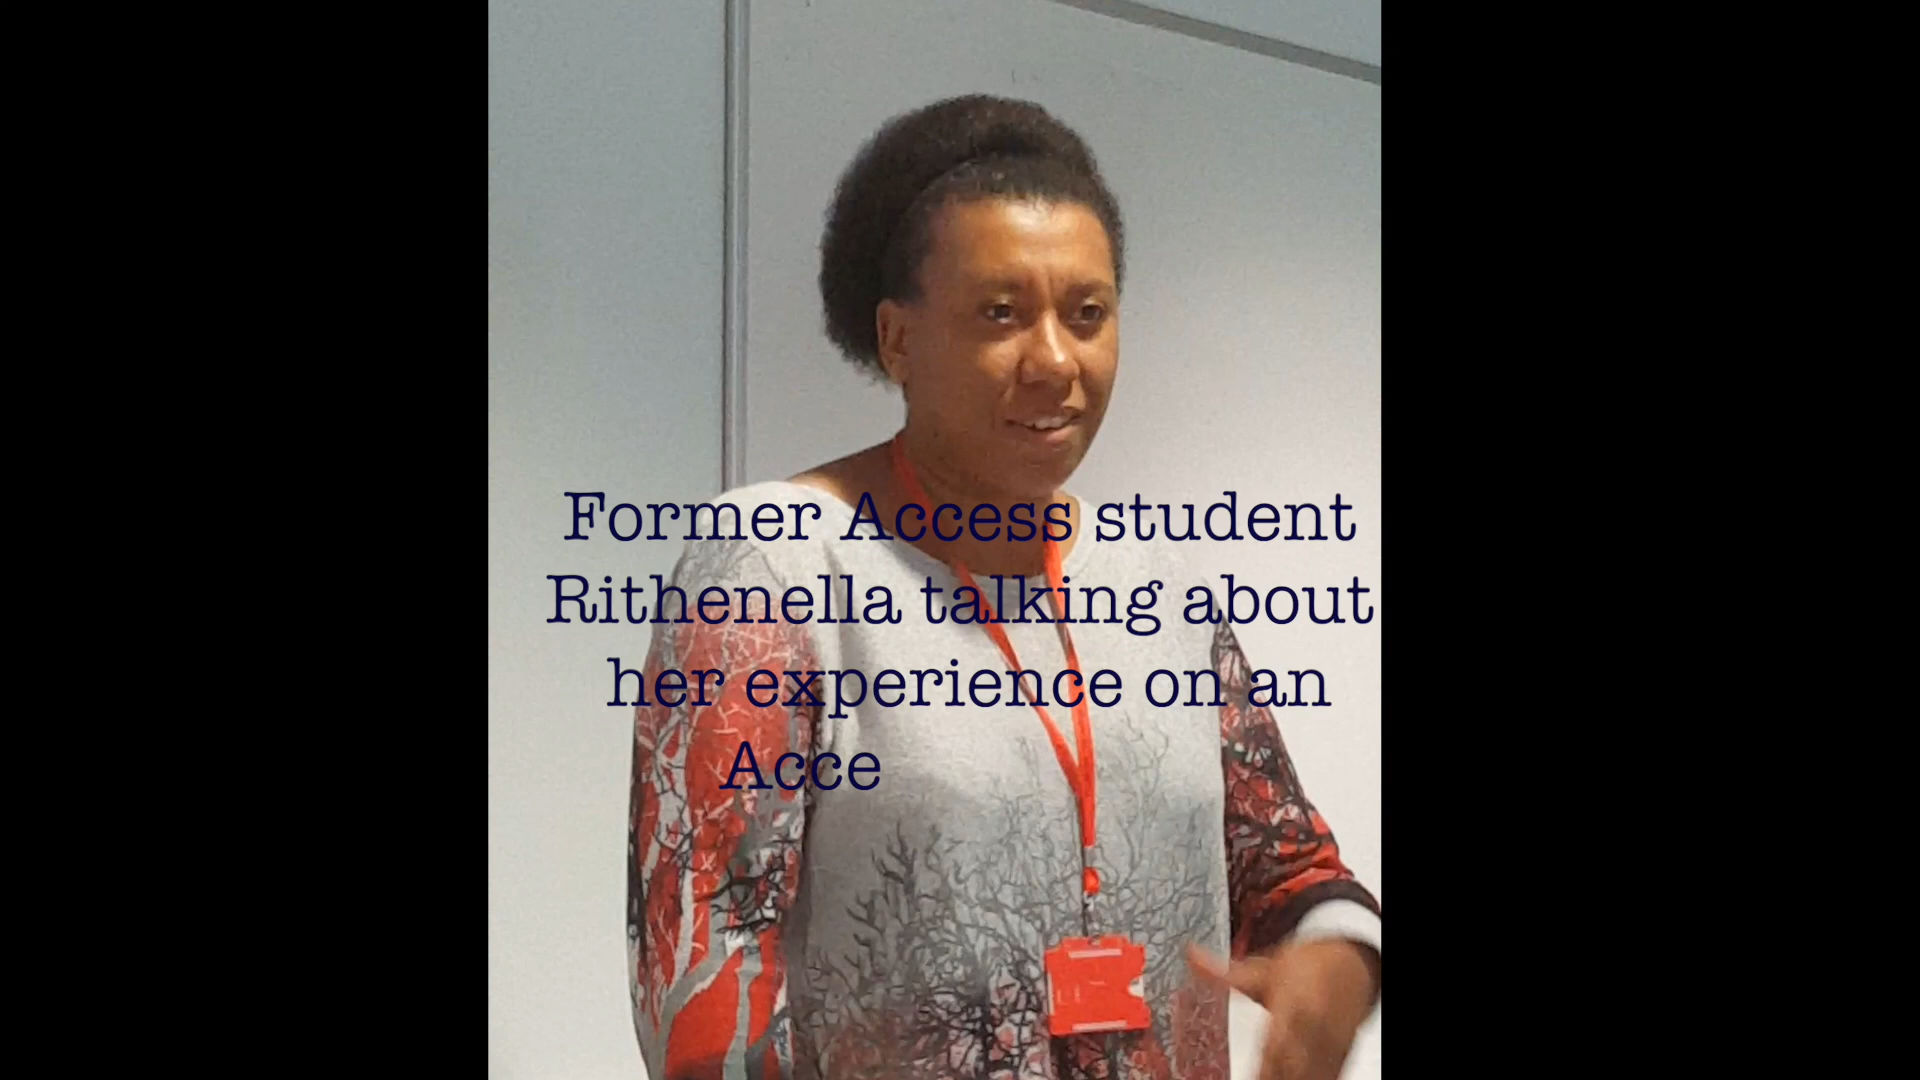 Former Access student
Rithenella talking about
her experience on an
Acce